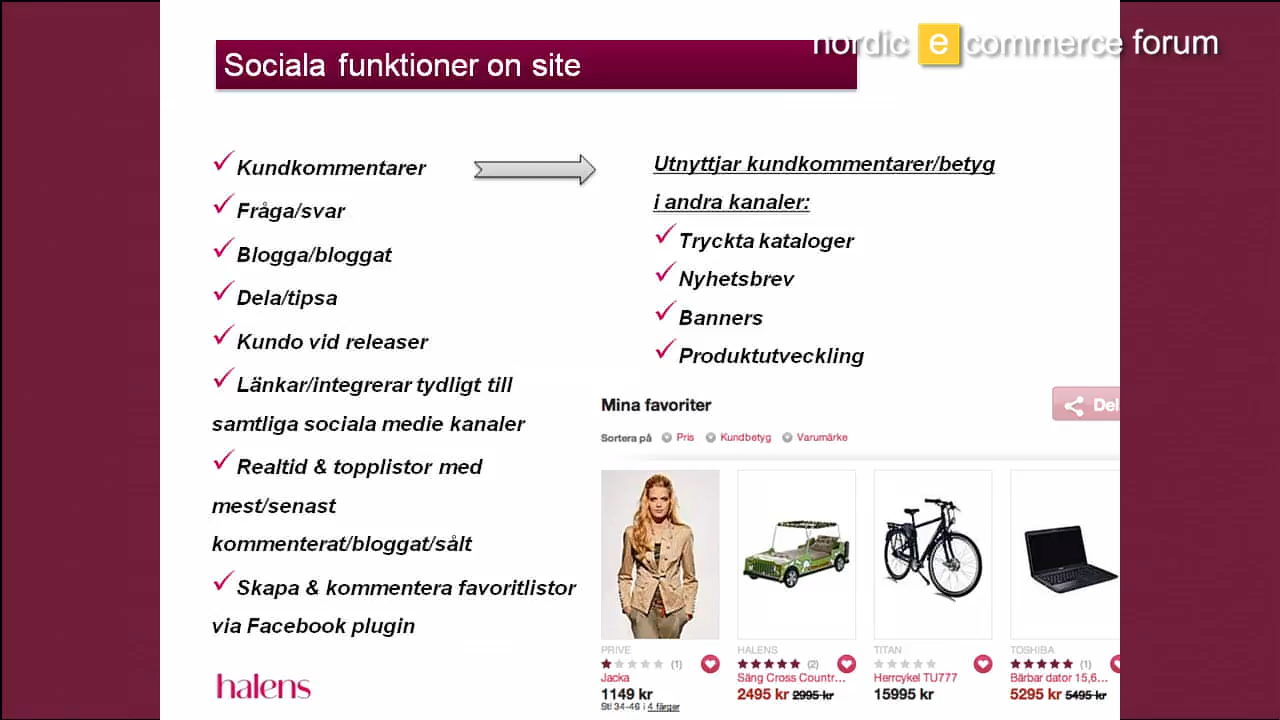 nordic e commerce forum
Sociala funktioner on site
Kundkommentarer
Fråga/svar
Blogga/bloggat
Dela/tipsa
Kundo vid releaser
Länkar/integrerar tydligt till
samtliga sociala medie kanaler
Realtid & topplistor med
mest/senast
kommenterat/bloggat/sålt
Skapa & kommentera favoritlistor
via Facebook plugin
Utnyttjar kundkommentarer/betyg
i andra kanaler:
Tryckta kataloger
Nyhetsbrev
Banners
Produktutveckling
Mina favoriter
Del
Sortera på Pris Kundbetyg Varumärke
PRIVE
(1)
Jacka
1149 kr
Stl 34-46 i 4 färger
HALENS
(2)
Säng Cross Countr...
2495 kr 2995 kr
TITAN
Herrcykel TU777
15995 kr
TOSHIBA
(1)
Bärbar dator 15,6...
5295 kr 5495 kr
halens